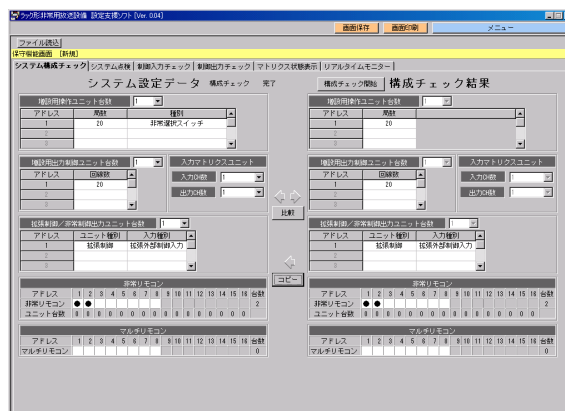 ラック形非常用放送設備 設定支援ソフト [Ver. 0.04]
画面保存 画面印刷 メニュー
ファイル読込
保守機能画面 [新規]
システム構成チェック システム点検 制御入力チェック 制御出力チェック マトリクス状態表示 リアルタイムモニター
システム設定データ 構成チェック 完了 構成チェック開始 構成チェック結果
増設用操作ユニット台数 1
アドレス 局数 種別
1 20 非常選択スイッチ
2
3
増設用出力制御ユニット台数 1 入力マトリクスユニット
アドレス 回線数 入力CH数 1
1 20
2 出力CH数 1
3
拡張制御/非常制御出力ユニット台数 1
アドレス ユニット種別 入力種別
1 拡張制御 拡張外部制御入力
2
3
非常リモコン
アドレス 1 2 3 4 5 6 7 8 9 10 11 12 13 14 15 16 台数
非常リモコン ● ● 2
ユニット台数 0 0 0 0 0 0 0 0 0 0 0 0 0 0 0 0
マルチリモコン
アドレス 1 2 3 4 5 6 7 8 9 10 11 12 13 14 15 16 台数
マルチリモコン 0
比較
コピー
増設用操作ユニット台数 1
アドレス 局数
1 20
2
3
増設用出力制御ユニット台数 1 入力マトリクスユニット
アドレス 回線数 入力CH数 1
1 20
2 出力CH数 1
3
拡張制御/非常制御出力ユニット台数 1
アドレス ユニット種別 入力種別
1 拡張制御 拡張外部制御入力
2
3
非常リモコン
アドレス 1 2 3 4 5 6 7 8 9 10 11 12 13 14 15 16 台数
非常リモコン ● ● 2
ユニット台数 0 0 0 0 0 0 0 0 0 0 0 0 0 0 0 0
マルチリモコン
アドレス 1 2 3 4 5 6 7 8 9 10 11 12 13 14 15 16 台数
マルチリモコン 0